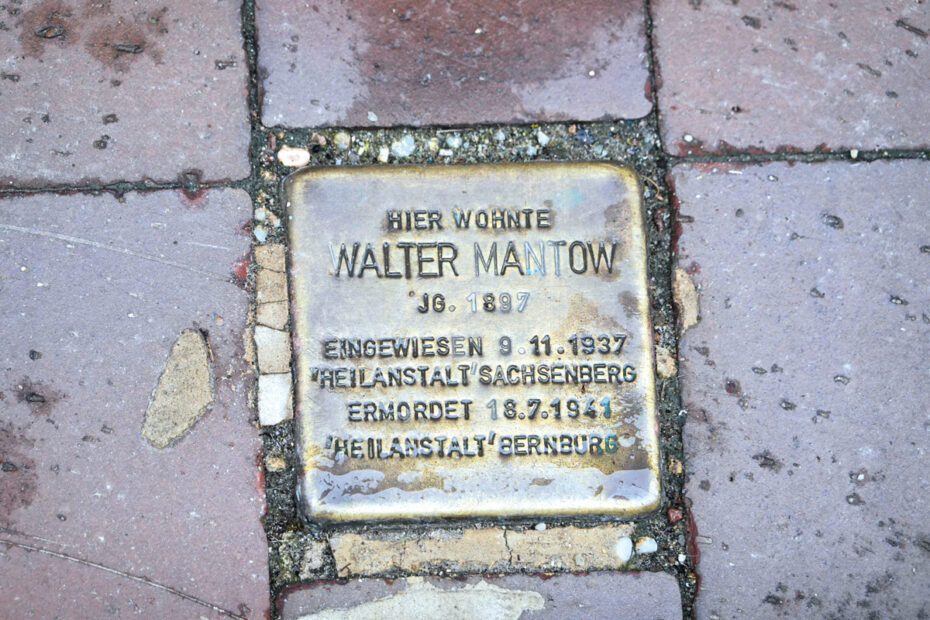 HIER WOHNTE
WALTER MANTOW
JG. 1897
EINGEWIESEN 9.11.1937
'HEILANSTALT' SACHSENBERG
ERMORDET 18.7.1941
'HEILANSTALT' BERNBURG